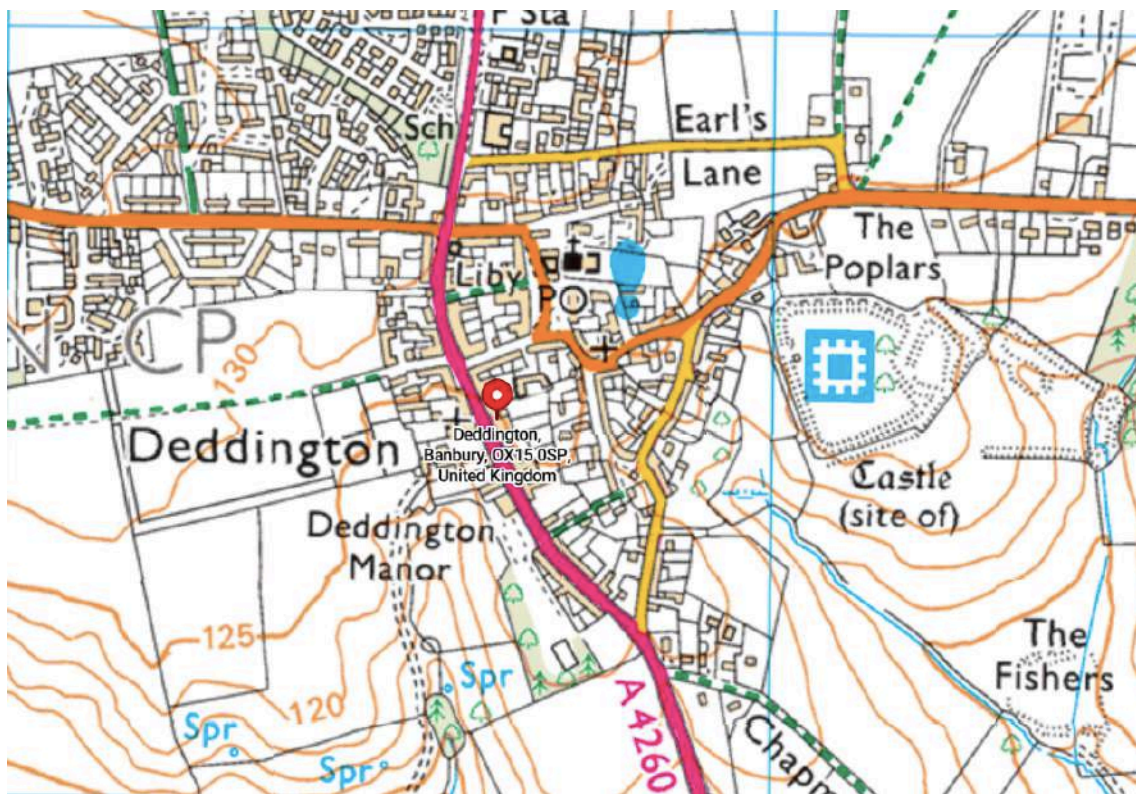 F Sta
Sch
Earl's
Lane
The
Poplars
Liby
PO
N CP
130
Deddington
Deddington,
Banbury, OX15 0SP,
United Kingdom
Castle
(site of)
Deddington
Manor
125
The
Fishers
120
Spr
Spr
Spr
A 4260
Chapm